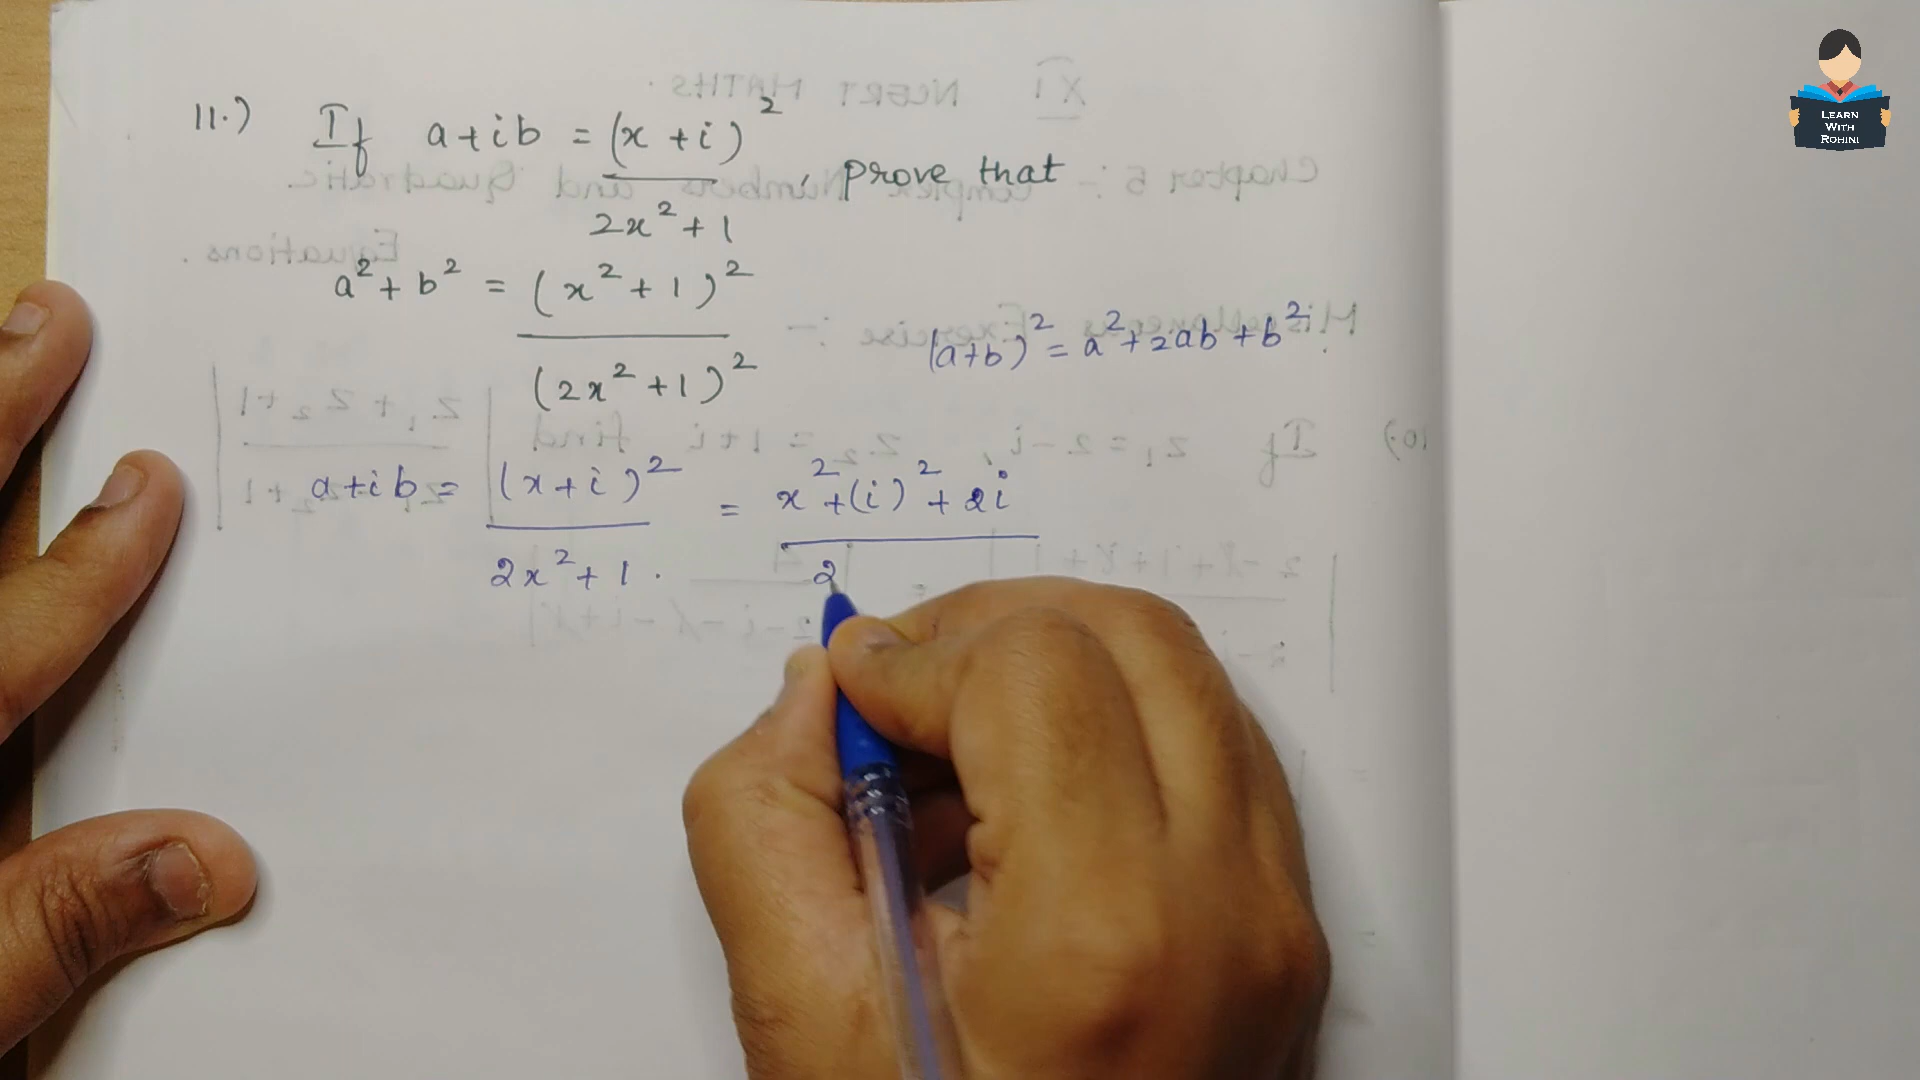 11.) If a+ib = (x+i)²
, prove that
2x²+1
a²+b² = (x²+1)²
(2x²+1)²
(a+b)² = a²+2ab+b²
a+ib = (x+i)² = x²+(i)²+2i
2x²+1. 2
LEARN
With
ROHINI